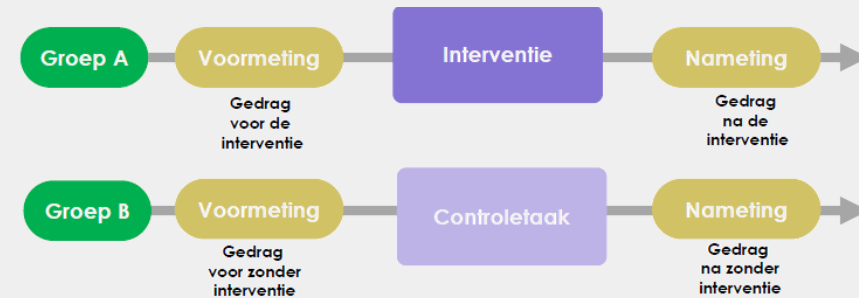 Groep A
Voormeting
Interventie
Nameting
Gedrag
voor de
interventie
Gedrag
na de
interventie
Groep B
Voormeting
Controletaak
Nameting
Gedrag
voor zonder
interventie
Gedrag
na zonder
interventie